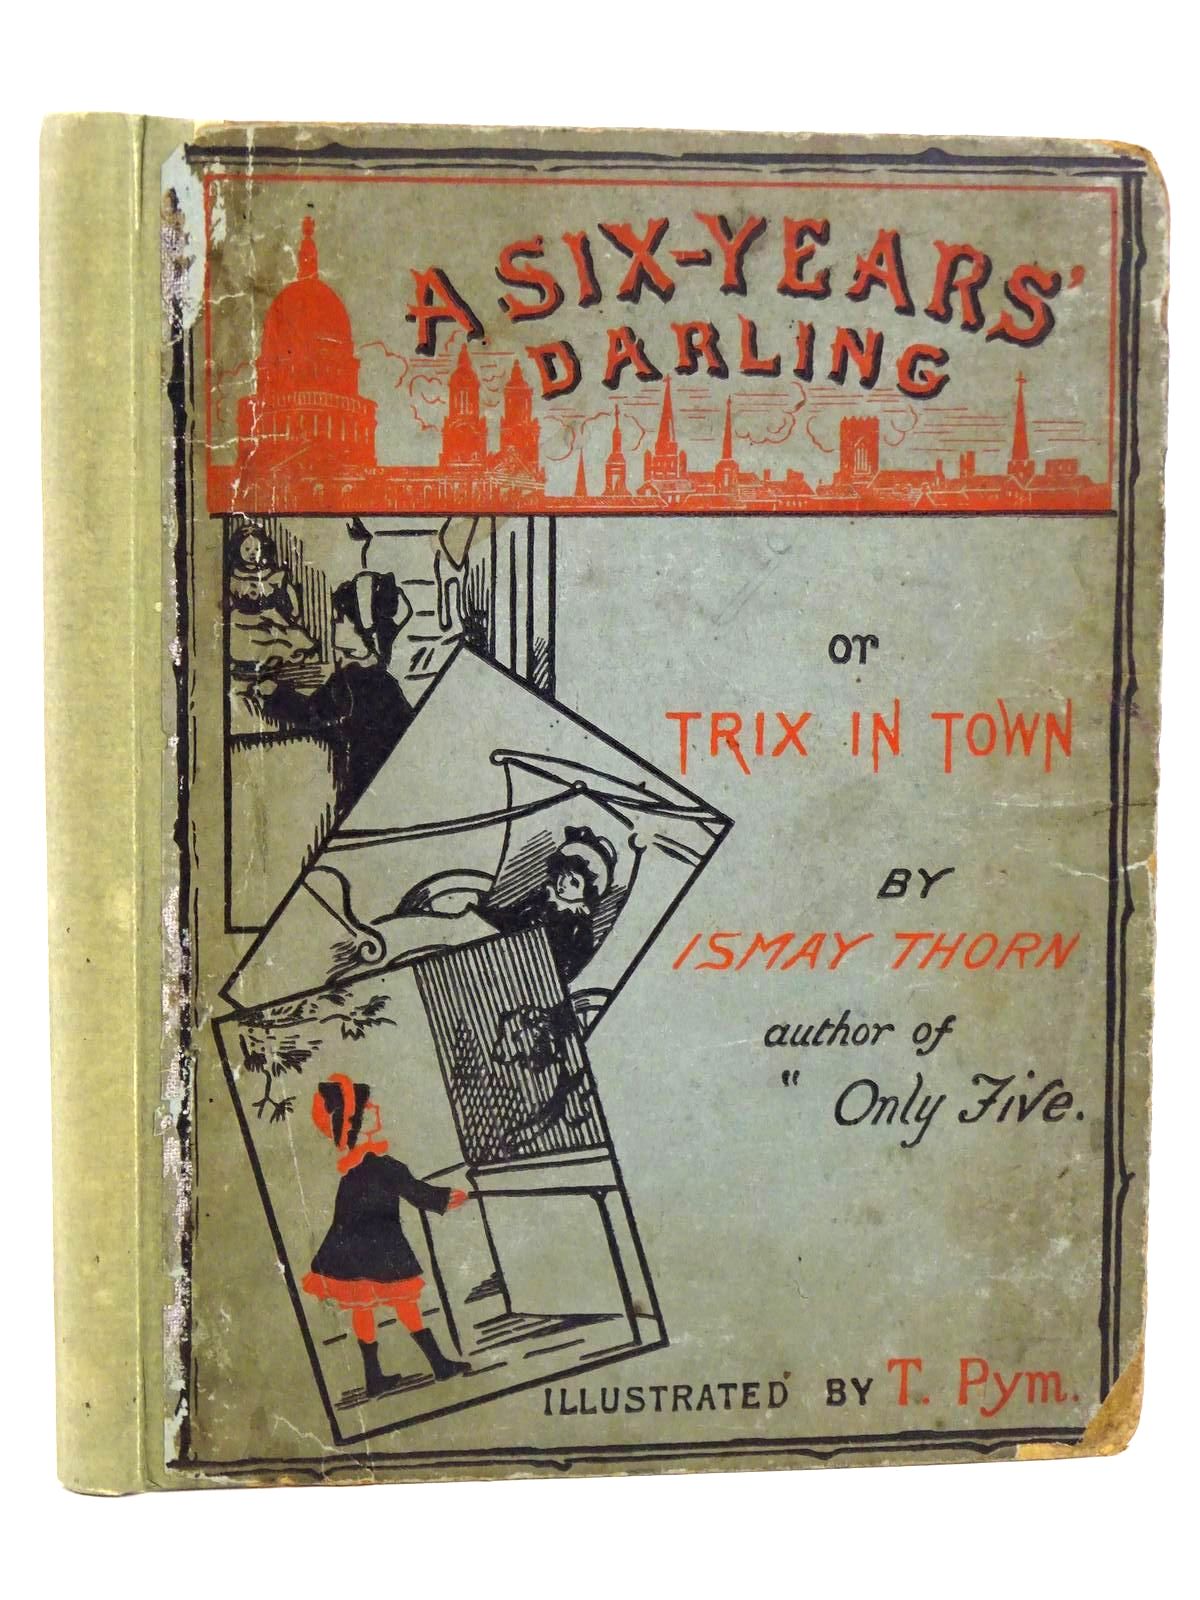 A SIX-YEARS'
DARLING
or
TRIX IN TOWN
BY
ISMAY THORN
author of
" Only Five.
ILLUSTRATED BY T. Pym.